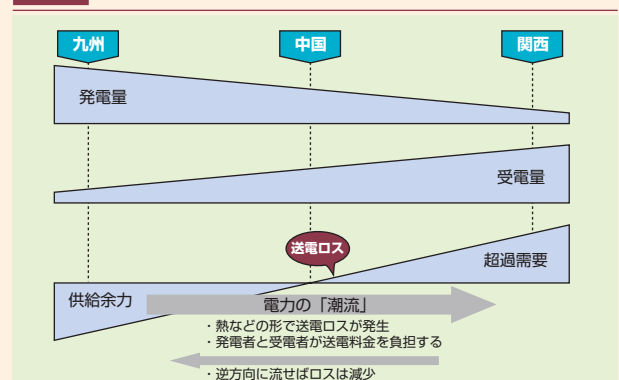 九州 中国 関西
発電量
受電量
送電ロス
超過需要
供給余力
電力の「潮流」
・熱などの形で送電ロスが発生
・発電者と受電者が送電料金を負担する
・逆方向に流せばロスは減少